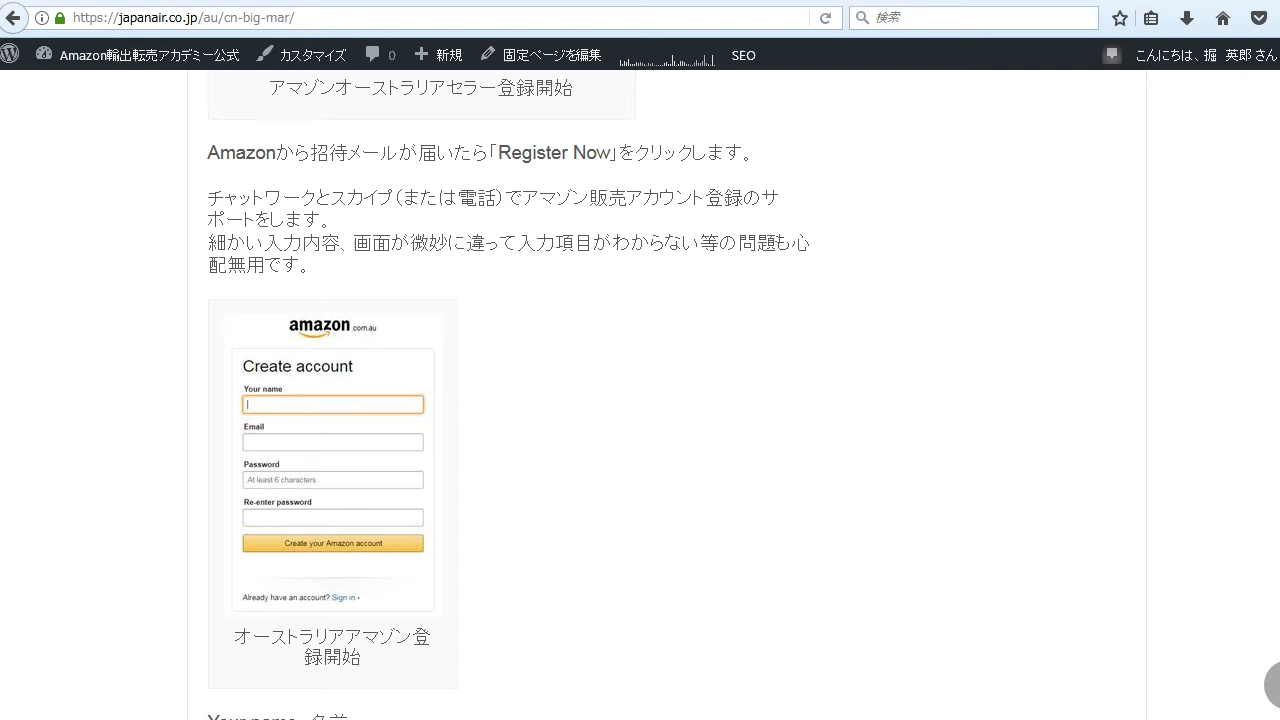 https://japanair.co.jp/au/cn-big-mar/
検索
Amazon輸出転売アカデミー公式 カスタマイズ 0 新規 固定ページを編集 SEO こんにちは、掘 英郎 さん
アマゾンオーストラリアセラー登録開始
Amazonから招待メールが届いたら「Register Now」をクリックします。
チャットワークとスカイプ（または電話）でアマゾン販売アカウント登録のサ
ポートをします。
細かい入力内容、画面が微妙に違って入力項目がわからない等の問題も心
配無用です。
amazon.com.au
Create account
Your name
Email
Password
At least 6 characters
Re-enter password
Create your Amazon account
Already have an account? Sign in
オーストラリアアマゾン登
録開始